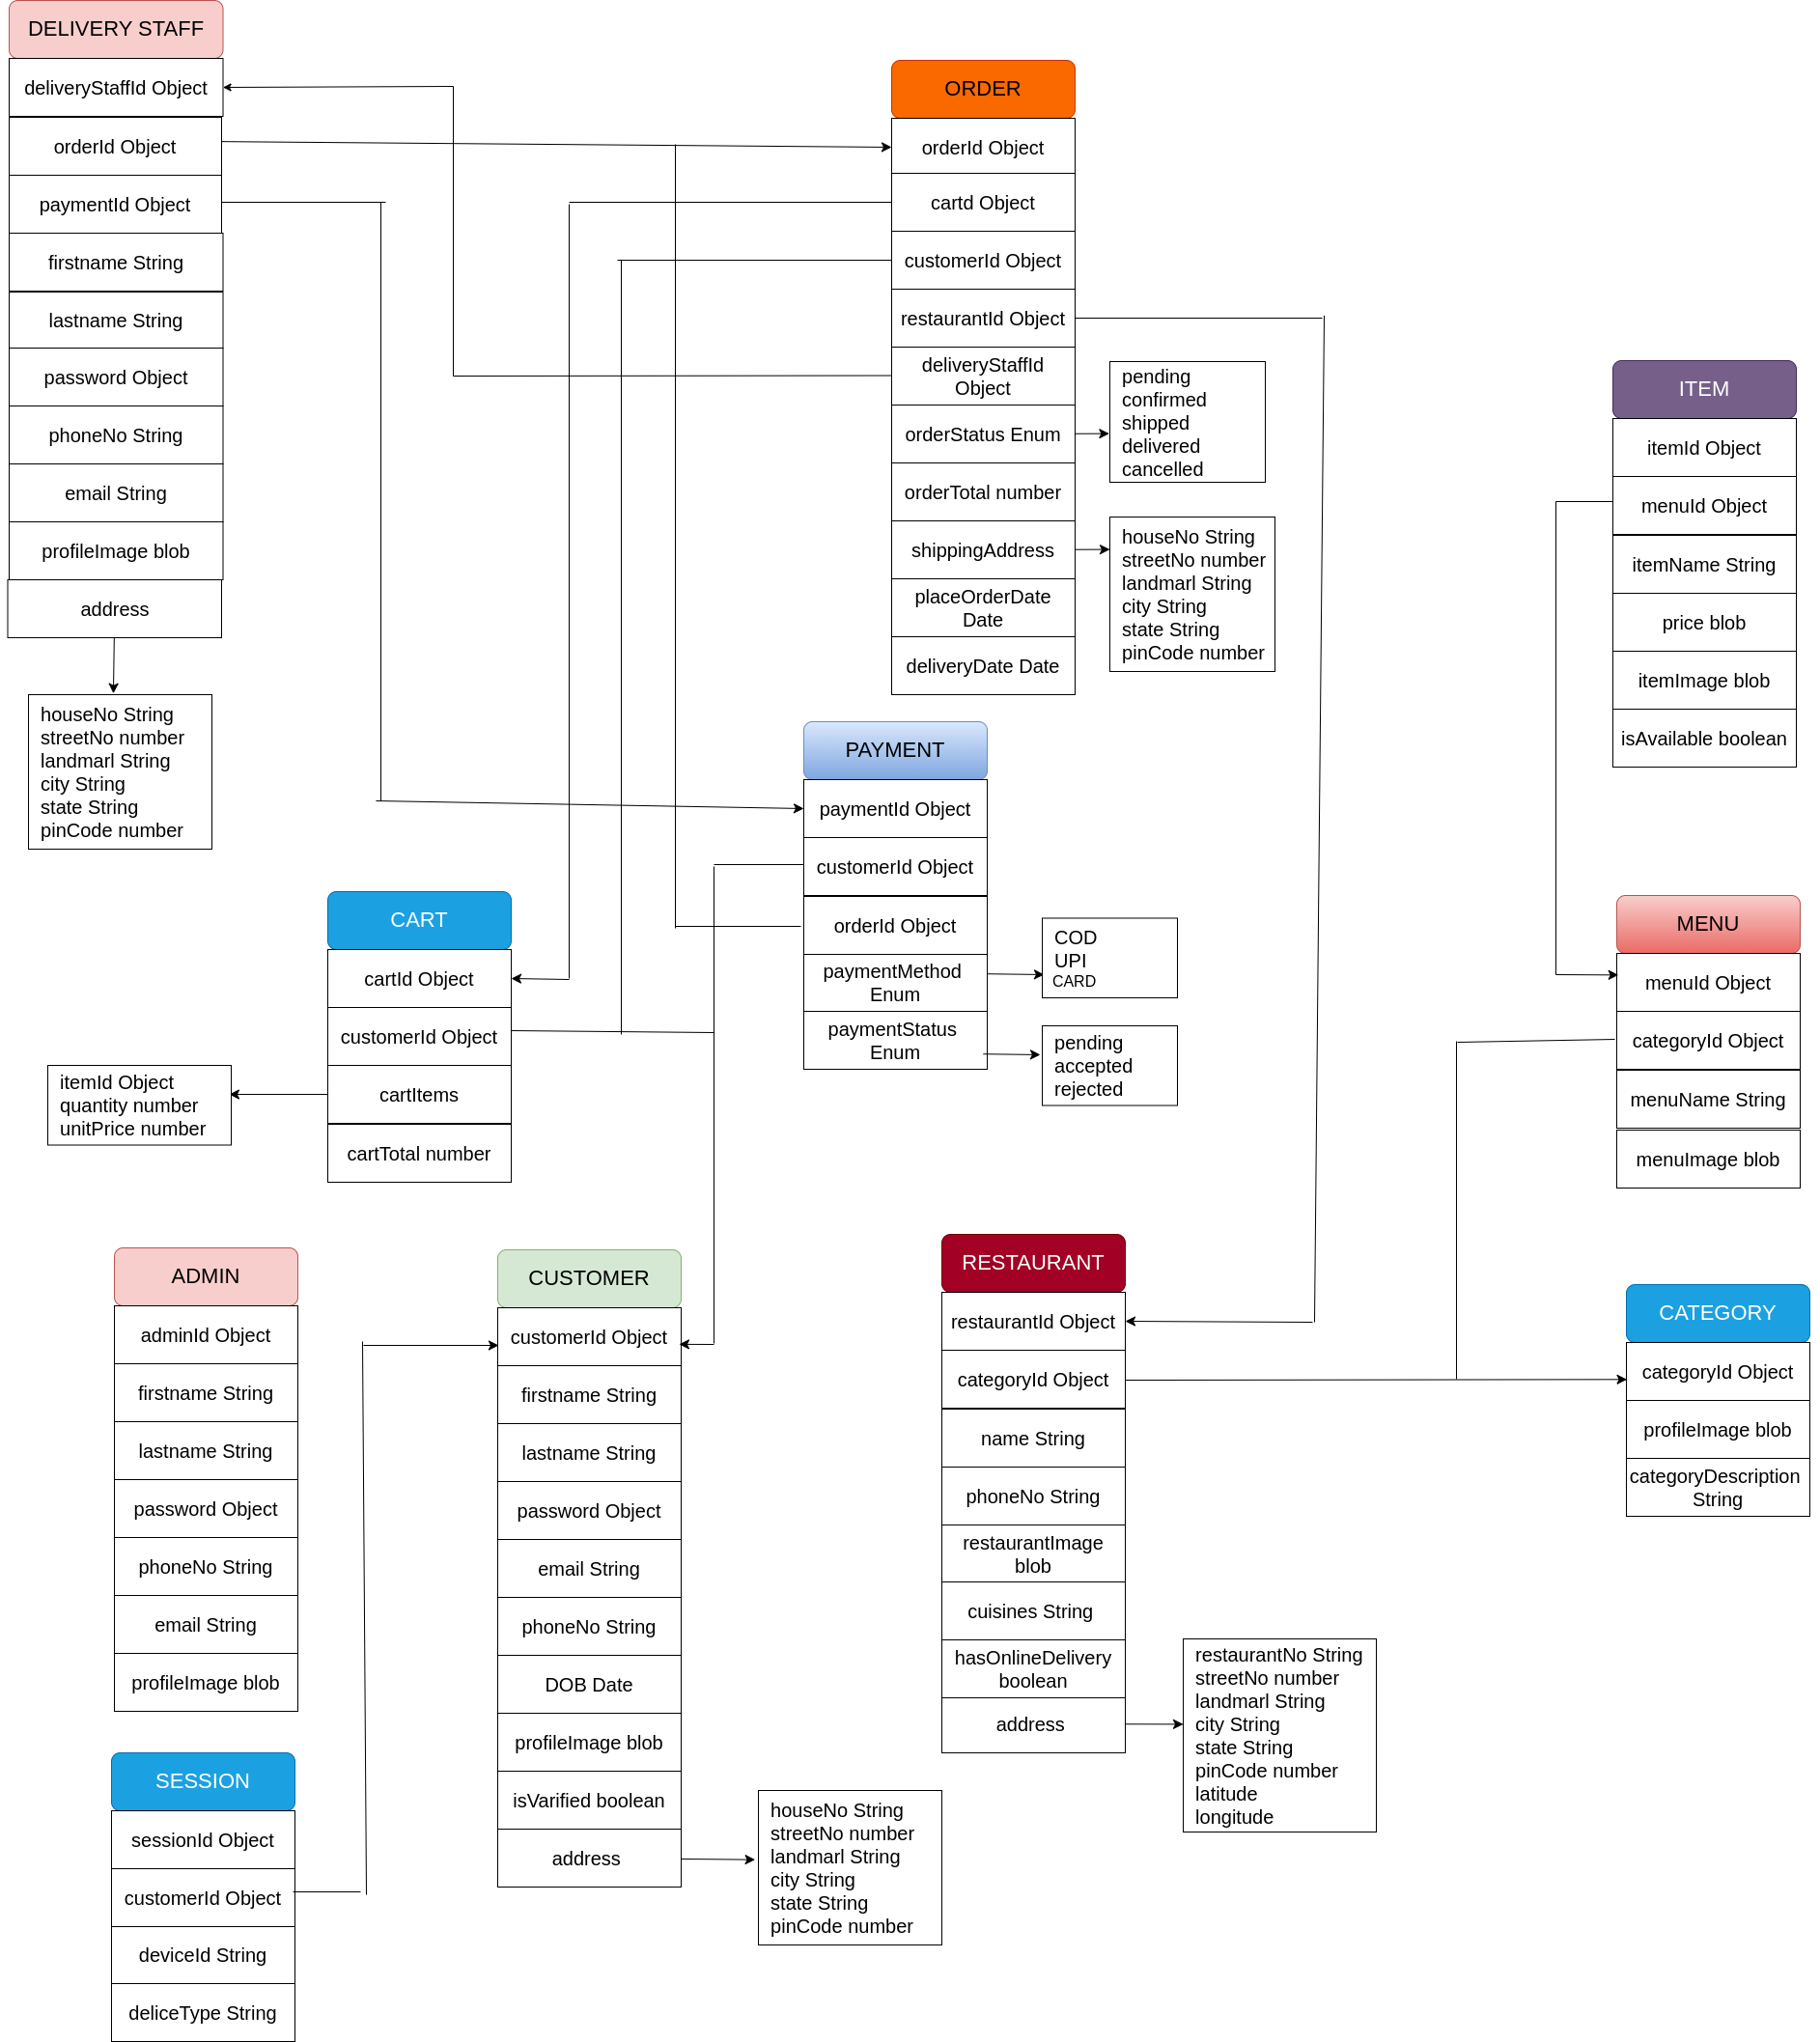 DELIVERY STAFF
deliveryStaffId Object
orderId Object
paymentId Object
firstname String
lastname String
password Object
phoneNo String
email String
profileImage blob
address
houseNo String
streetNo number
landmarl String
city String
state String
pinCode number
ORDER
orderId Object
cartd Object
customerId Object
restaurantId Object
deliveryStaffId
Object
orderStatus Enum
orderTotal number
shippingAddress
placeOrderDate
Date
deliveryDate Date
pending
confirmed
shipped
delivered
cancelled
houseNo String
streetNo number
landmarl String
city String
state String
pinCode number
ITEM
itemId Object
menuId Object
itemName String
price blob
itemImage blob
isAvailable boolean
PAYMENT
paymentId Object
customerId Object
orderId Object
paymentMethod
Enum
paymentStatus
Enum
COD
UPI
CARD
pending
accepted
rejected
CART
cartId Object
customerId Object
cartItems
cartTotal number
itemId Object
quantity number
unitPrice number
MENU
menuId Object
categoryId Object
menuName String
menuImage blob
ADMIN
adminId Object
firstname String
lastname String
password Object
phoneNo String
email String
profileImage blob
CUSTOMER
customerId Object
firstname String
lastname String
password Object
email String
phoneNo String
DOB Date
profileImage blob
isVarified boolean
address
houseNo String
streetNo number
landmarl String
city String
state String
pinCode number
RESTAURANT
restaurantId Object
categoryId Object
name String
phoneNo String
restaurantImage
blob
cuisines String
hasOnlineDelivery
boolean
address
restaurantNo String
streetNo number
landmarl String
city String
state String
pinCode number
latitude
longitude
CATEGORY
categoryId Object
profileImage blob
categoryDescription
String
SESSION
sessionId Object
customerId Object
deviceId String
deliceType String